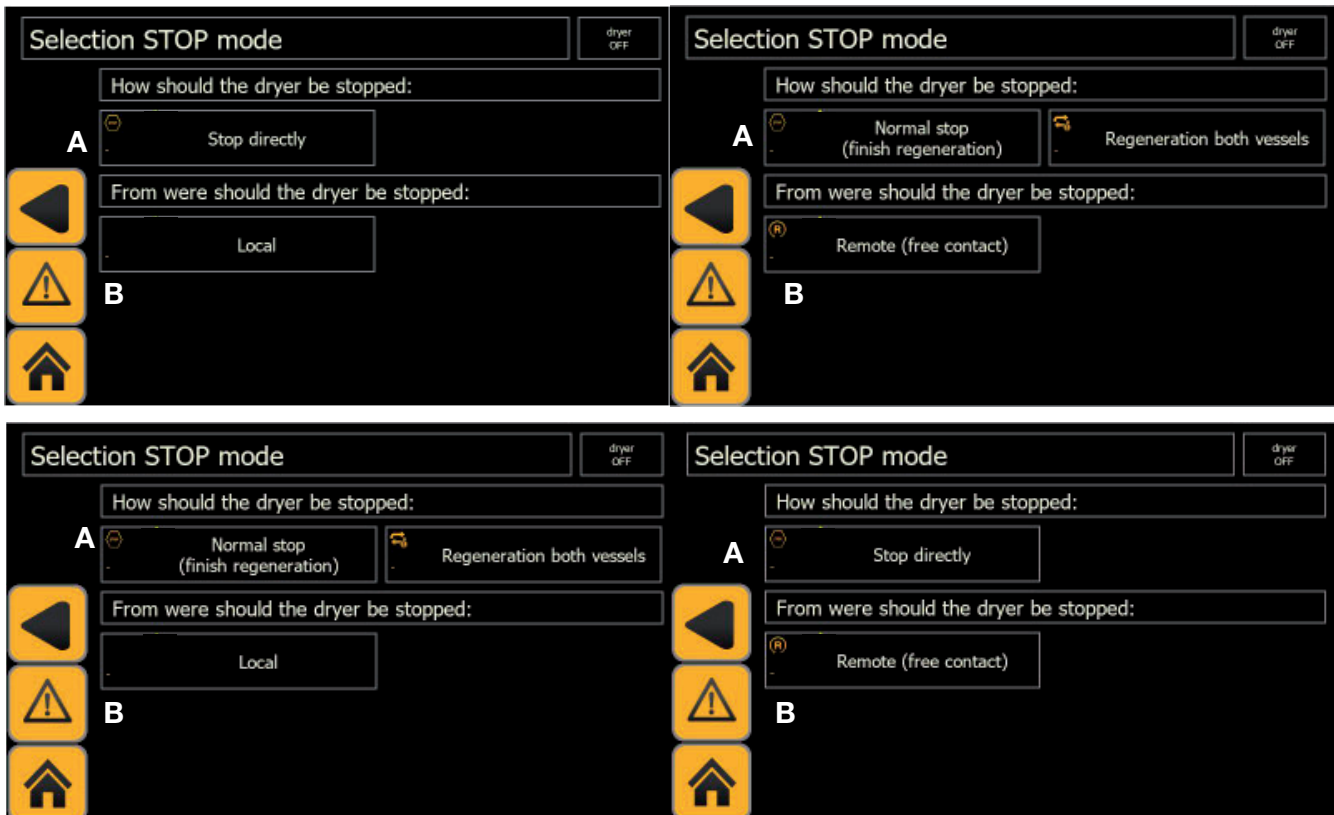 Selection STOP mode
dryer
OFF
How should the dryer be stopped:
A
Stop directly
From were should the dryer be stopped:
Local
B
Selection STOP mode
dryer
OFF
How should the dryer be stopped:
A
Normal stop
(finish regeneration)
Regeneration both vessels
From were should the dryer be stopped:
R
Remote (free contact)
B
Selection STOP mode
dryer
OFF
How should the dryer be stopped:
A
Normal stop
(finish regeneration)
Regeneration both vessels
From were should the dryer be stopped:
Local
B
Selection STOP mode
dryer
OFF
How should the dryer be stopped:
A
Stop directly
From were should the dryer be stopped:
R
Remote (free contact)
B